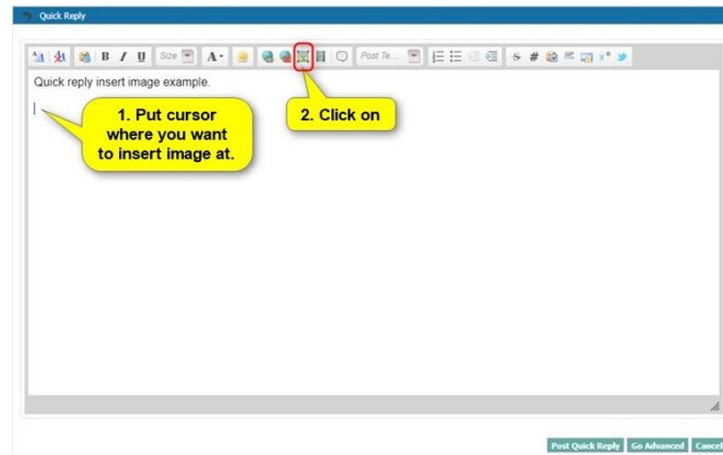 Quick Reply
B I U Size A Post Te... S #
Quick reply insert image example.
1. Put cursor
where you want
to insert image at.
2. Click on
Post Quick Reply Go Advanced Cancel